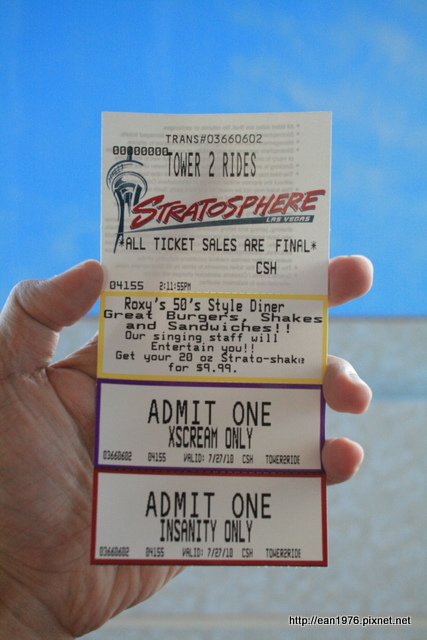 TRANS#03660602
00000000
TOWER 2 RIDES
STRATOSPHERE
LAS VEGAS
*ALL TICKET SALES ARE FINAL*
CSH
04155 2:11:55PM
Roxy's 50's Style Diner
Great Burgers, Shakes
and Sandwiches!!
Our singing staff will
Entertain you!!
Get your 20 oz Strato-shake
for $9.99.
ADMIT ONE
XSCREAM ONLY
03660602 04155 VALID: 7/27/10 CSH TOWER2RIDE
ADMIT ONE
INSANITY ONLY
03660602 04155 VALID: 7/27/10 CSH TOWER2RIDE
http://ean1976.pixnet.net